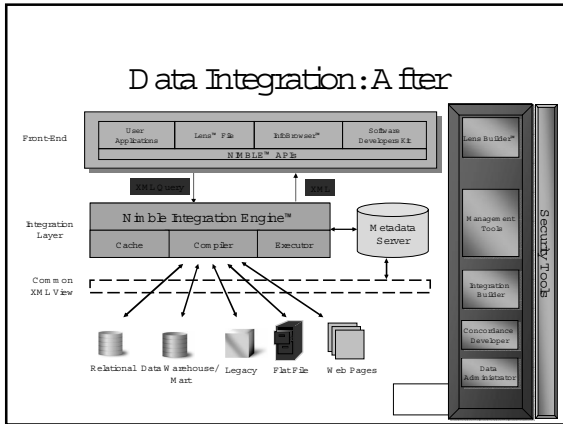 Data Integration: After
Front-End
User
Applications
Lens™ File
InfoBrowser™
Software
Developers Kit
NIMBLE™ APIs
XML Query
XML
Integration
Layer
Nimble Integration Engine™
Cache
Compiler
Executor
Metadata
Server
Common
XML View
Relational
Data Warehouse/
Mart
Legacy
Flat File
Web Pages
Lens Builder™
Management
Tools
Integration
Builder
Concordance
Developer
Data
Administrator
Security Tools